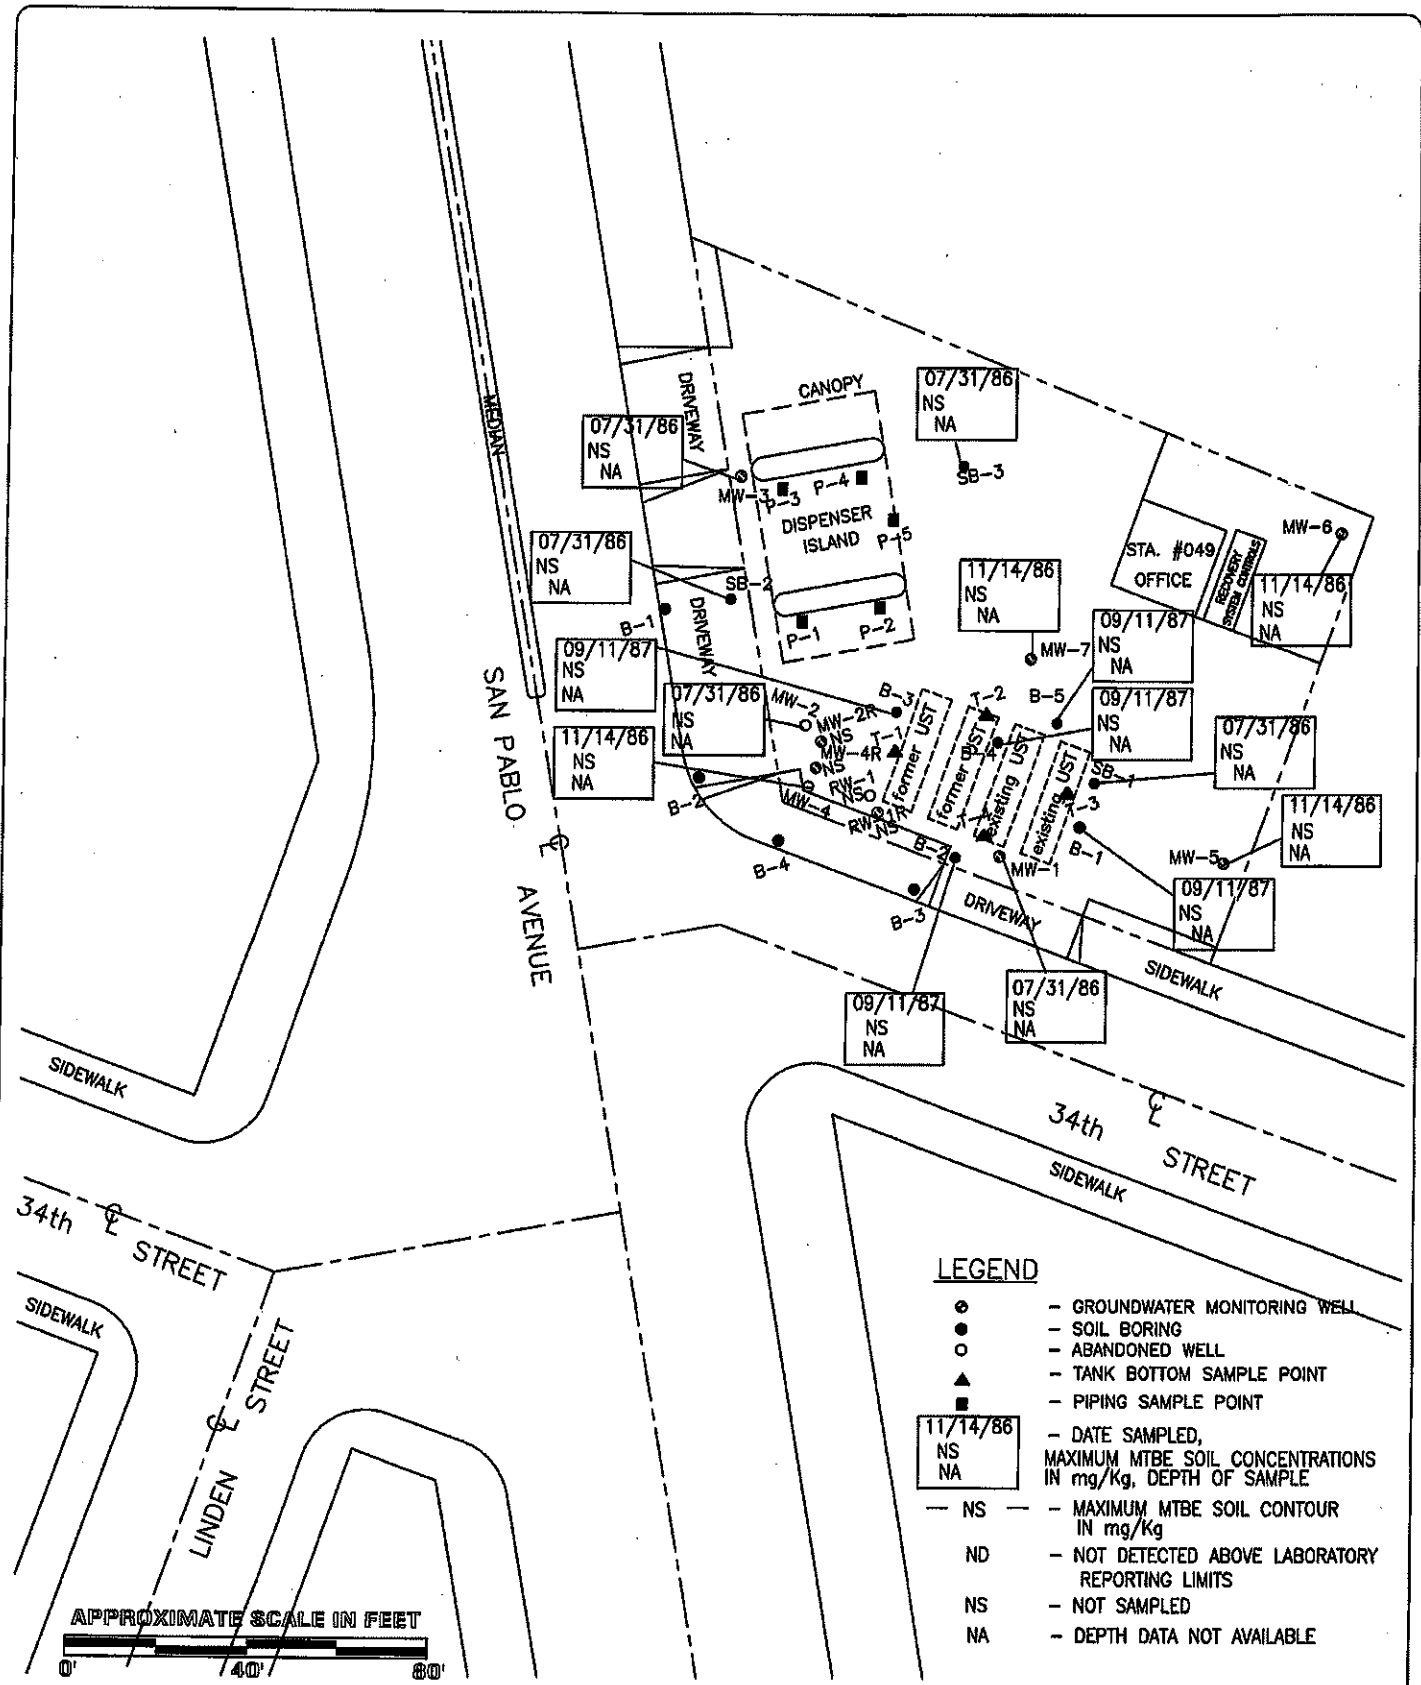 CANOPY
07/31/86
NS
NA
DRIVEWAY
MEDIAN
07/31/86
NS
NA
MW-3
P-3
P-4
SB-3
DISPENSER
ISLAND
P-5
MW-6
STA. #049
OFFICE
RECOVERY
SYSTEM CONTROLS
07/31/86
NS
NA
SB-2
11/14/86
NS
NA
11/14/86
NS
NA
B-1
DRIVEWAY
P-1
P-2
09/11/87
NS
NA
MW-7
09/11/87
NS
NA
SAN PABLO
AVENUE
07/31/86
NS
NA
MW-2
MW-2R
NS
B-3
T-2
B-5
09/11/87
NS
NA
11/14/86
NS
NA
MW-4R
NS
T-1
former UST
former UST
B-4
existing UST
existing UST
SB-1
07/31/86
NS
NA
B-2
MW-4
RW-1
NS
RW-1R
NS
T-3
B-1
11/14/86
NS
NA
B-4
B-2
MW-1
MW-5
B-3
DRIVEWAY
09/11/87
NS
NA
SIDEWALK
09/11/87
NS
NA
07/31/86
NS
NA
SIDEWALK
34th
STREET
SIDEWALK
34th
STREET
SIDEWALK
LINDEN
STREET
LEGEND
- GROUNDWATER MONITORING WELL
- SOIL BORING
- ABANDONED WELL
- TANK BOTTOM SAMPLE POINT
- PIPING SAMPLE POINT
11/14/86
NS
NA
- DATE SAMPLED,
MAXIMUM MTBE SOIL CONCENTRATIONS
IN mg/Kg, DEPTH OF SAMPLE
— NS — - MAXIMUM MTBE SOIL CONTOUR
IN mg/Kg
ND - NOT DETECTED ABOVE LABORATORY
REPORTING LIMITS
NS - NOT SAMPLED
NA - DEPTH DATA NOT AVAILABLE
APPROXIMATE SCALE IN FEET
0' 40' 80'